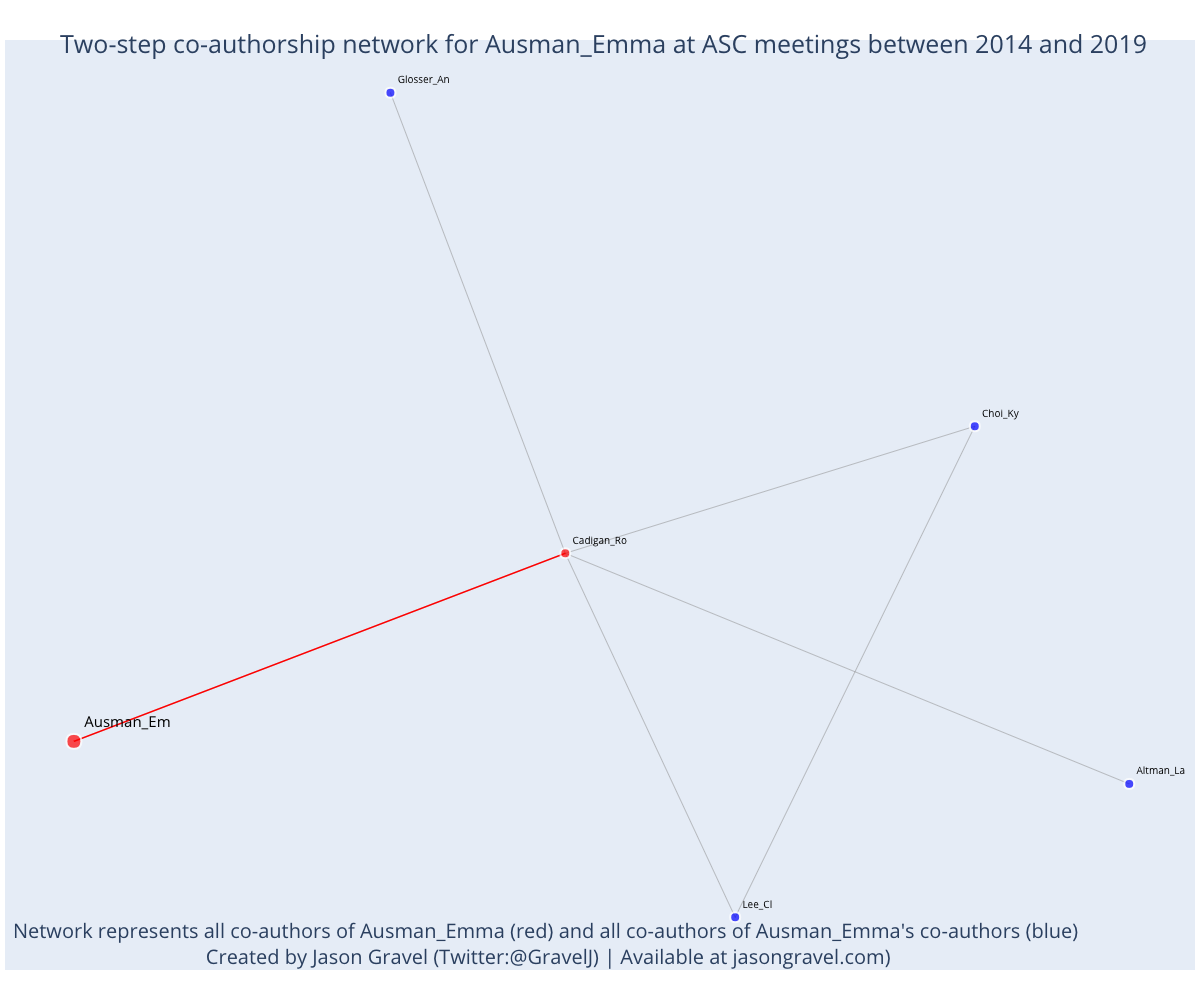 Two-step co-authorship network for Ausman_Emma at ASC meetings between 2014 and 2019
Glosser_An
Choi_Ky
Cadigan_Ro
Ausman_Em
Altman_La
Lee_Cl
Network represents all co-authors of Ausman_Emma (red) and all co-authors of Ausman_Emma's co-authors (blue)
Created by Jason Gravel (Twitter:@GravelJ) | Available at jasongravel.com)